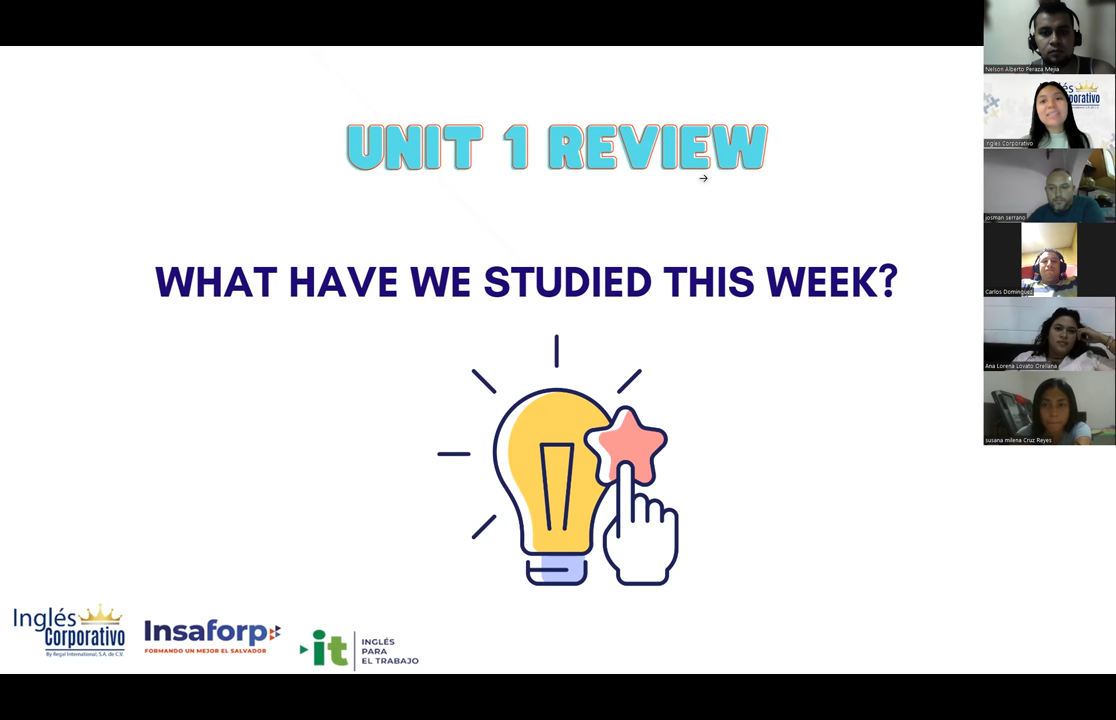 UNIT 1 REVIEW
WHAT HAVE WE STUDIED THIS WEEK?
Inglés
Corporativo
By Regal International, S.A. de C.V.
Insaforp
FORMANDO UN MEJOR EL SALVADOR
it
INGLÉS
PARA
EL TRABAJO
Nelson Alberto Peraza Mejia
Inglés Corporativo
josman serrano
Carlos Dominguez
Ana Lorena Lovato Orellana
susana milena Cruz Reyes